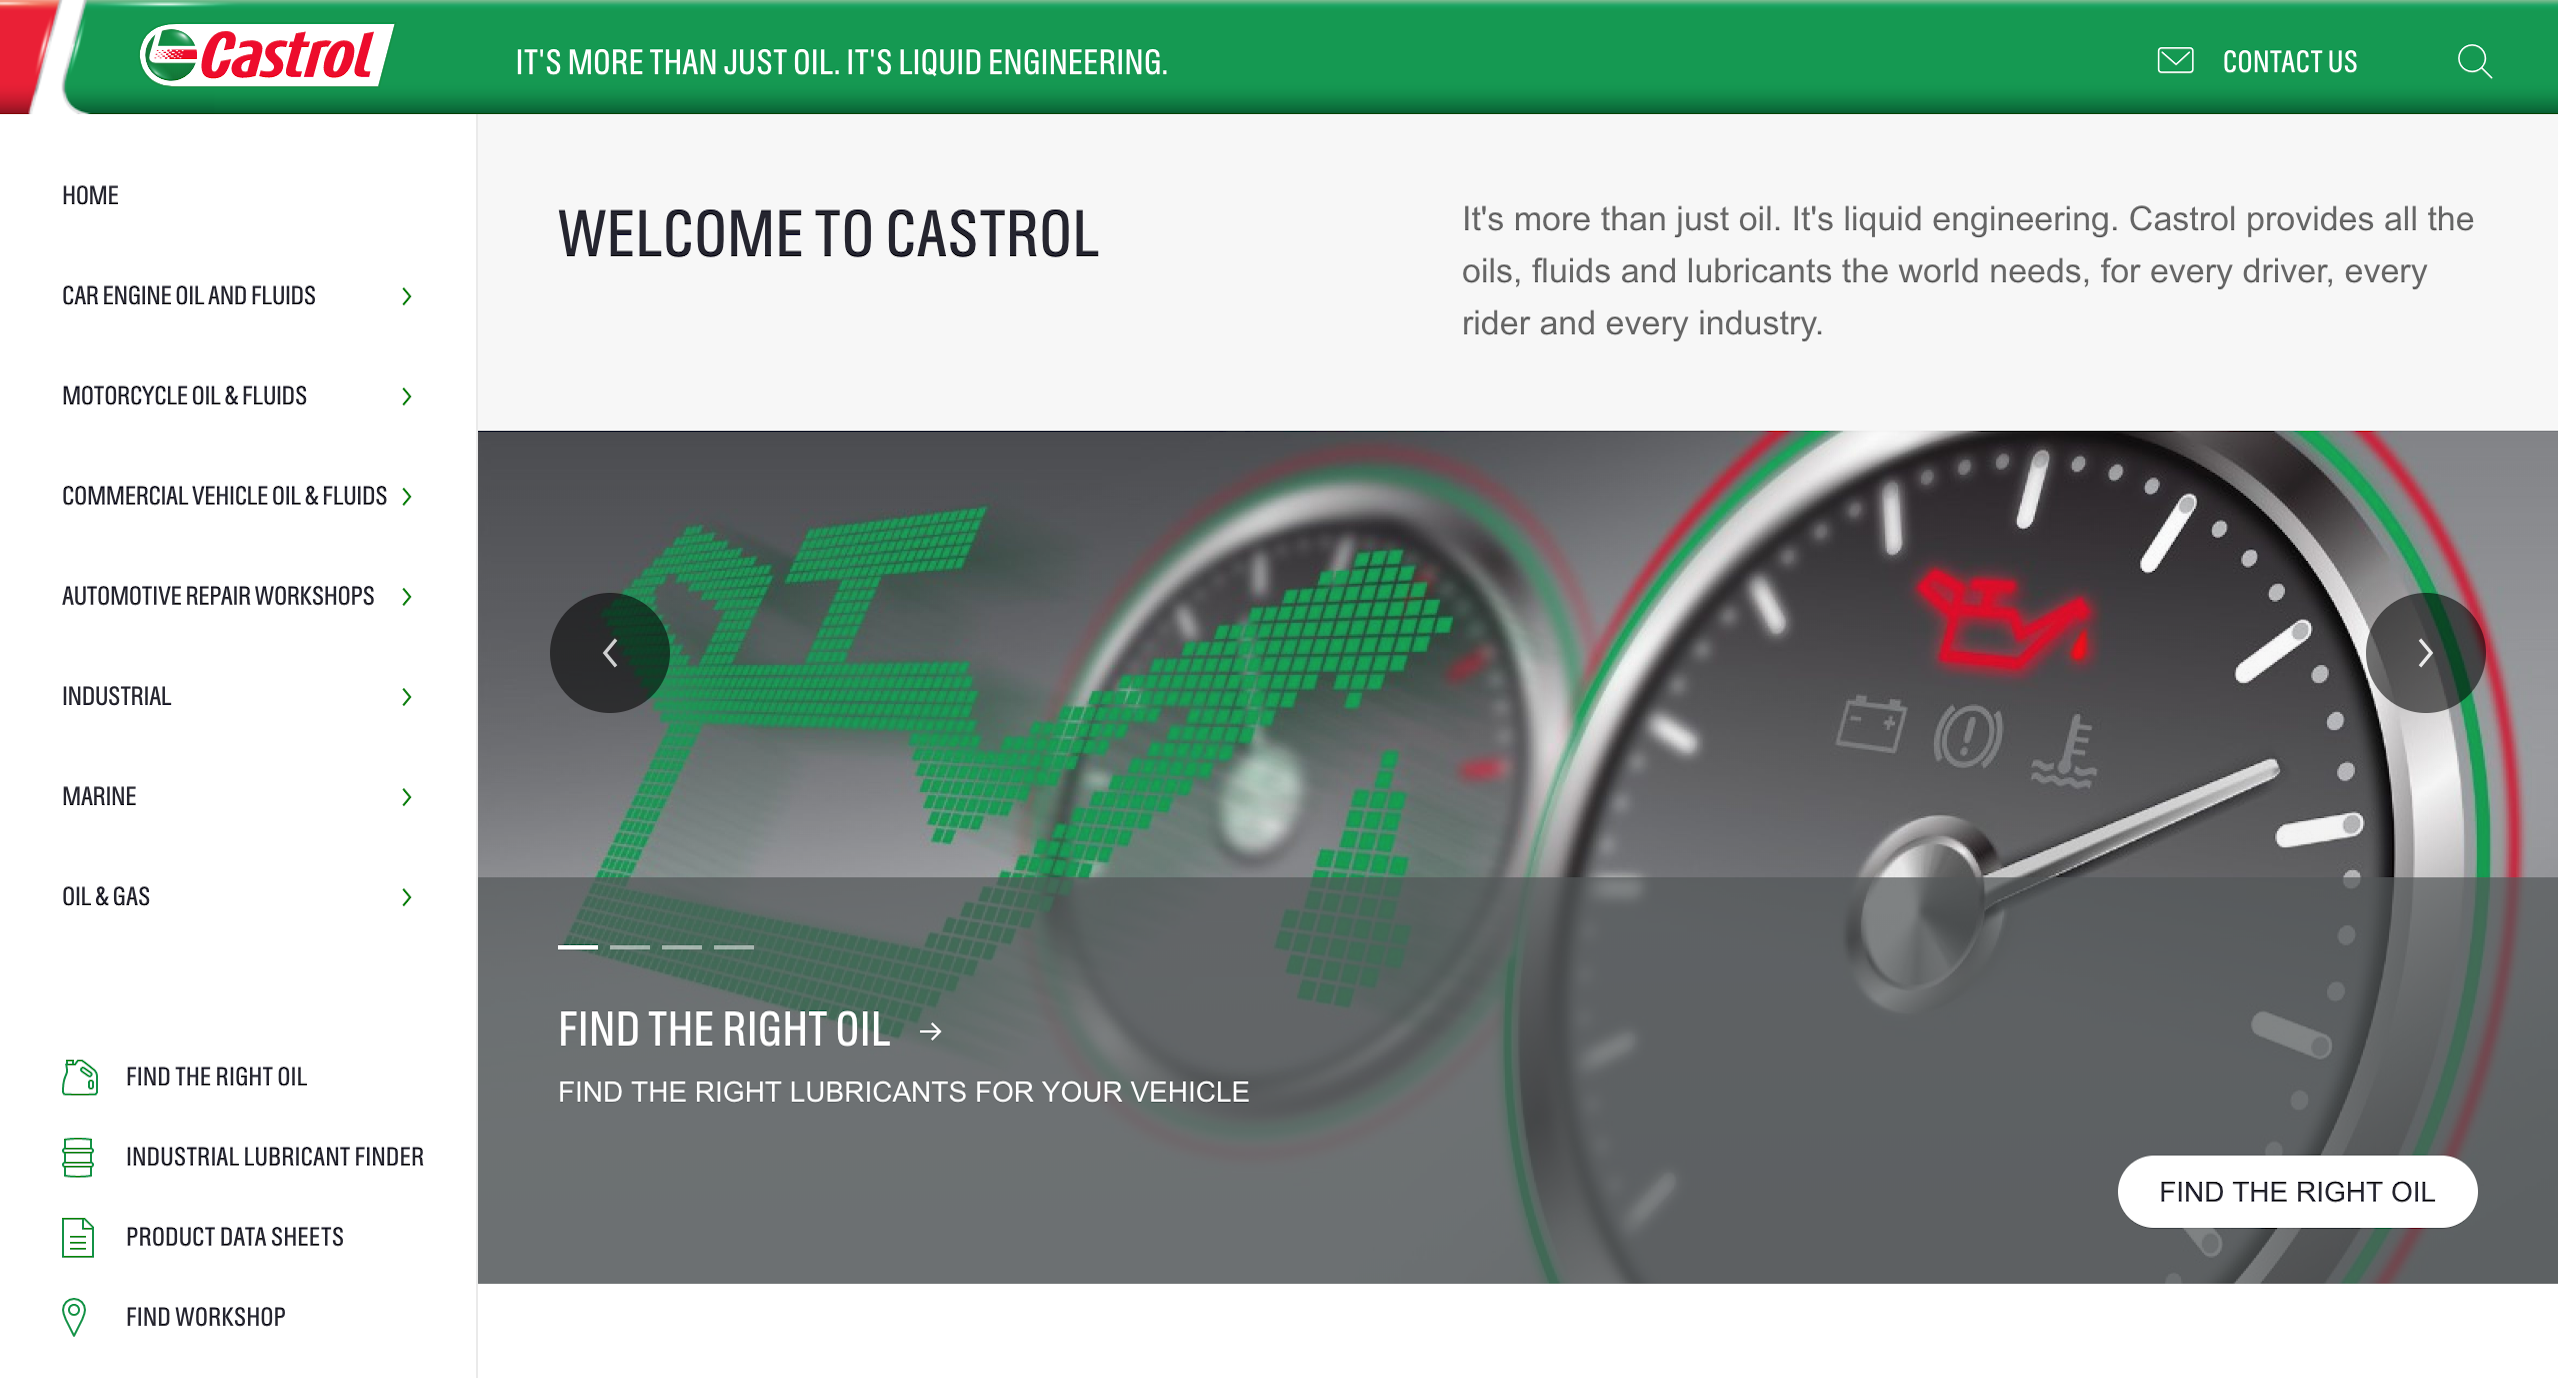 Castrol
IT'S MORE THAN JUST OIL. IT'S LIQUID ENGINEERING.
CONTACT US
HOME
CAR ENGINE OIL AND FLUIDS
MOTORCYCLE OIL & FLUIDS
COMMERCIAL VEHICLE OIL & FLUIDS
AUTOMOTIVE REPAIR WORKSHOPS
INDUSTRIAL
MARINE
OIL & GAS
FIND THE RIGHT OIL
INDUSTRIAL LUBRICANT FINDER
PRODUCT DATA SHEETS
FIND WORKSHOP
WELCOME TO CASTROL
It's more than just oil. It's liquid engineering. Castrol provides all the
oils, fluids and lubricants the world needs, for every driver, every
rider and every industry.
FIND THE RIGHT OIL
FIND THE RIGHT LUBRICANTS FOR YOUR VEHICLE
FIND THE RIGHT OIL